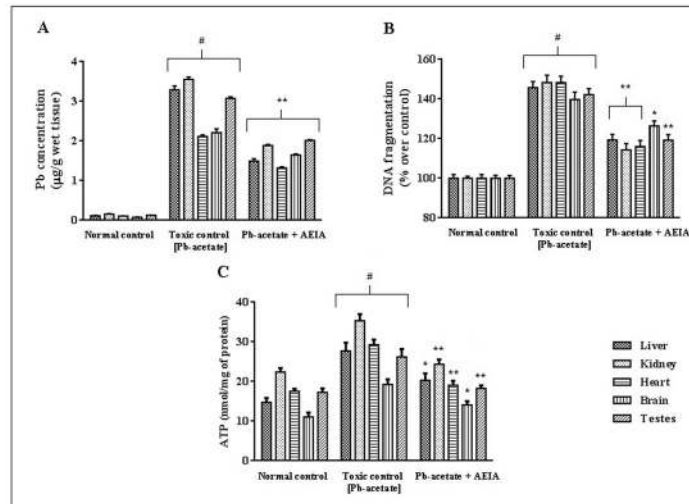 A
#
Pb concentration
(µg/g wet tissue)
4
3
2
1
0
**
Normal control
Toxic control
[Pb-acetate]
Pb-acetate + AEIA
B
#
DNA fragmentation
(% over control)
160
140
120
100
80
**
*
**
Normal control
Toxic control
[Pb-acetate]
Pb-acetate + AEIA
C
#
ATP (nmol/mg of protein)
40
30
20
10
0
*
**
**
*
**
Normal control
Toxic control
[Pb-acetate]
Pb-acetate + AEIA
Liver
Kidney
Heart
Brain
Testes